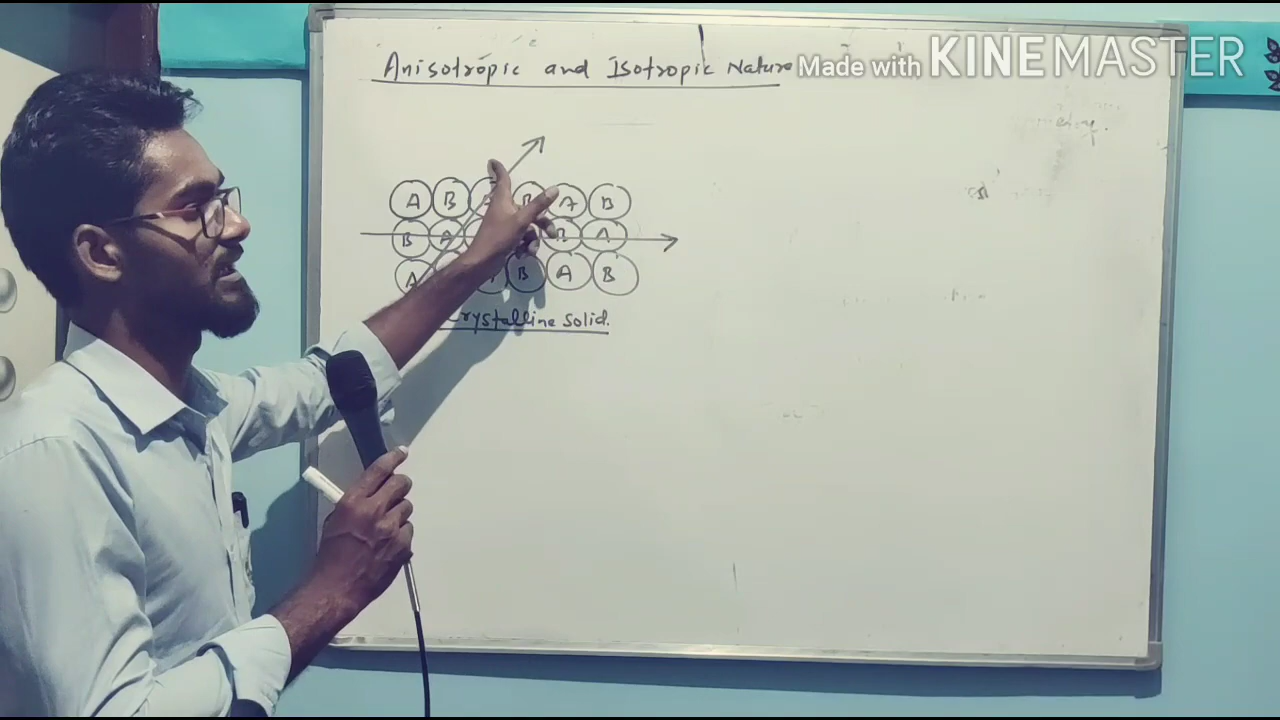 Anisotropic and Isotropic Nature
Made with KINEMASTER
A B A B A B
B A B A
A B A B
Crystalline solid.